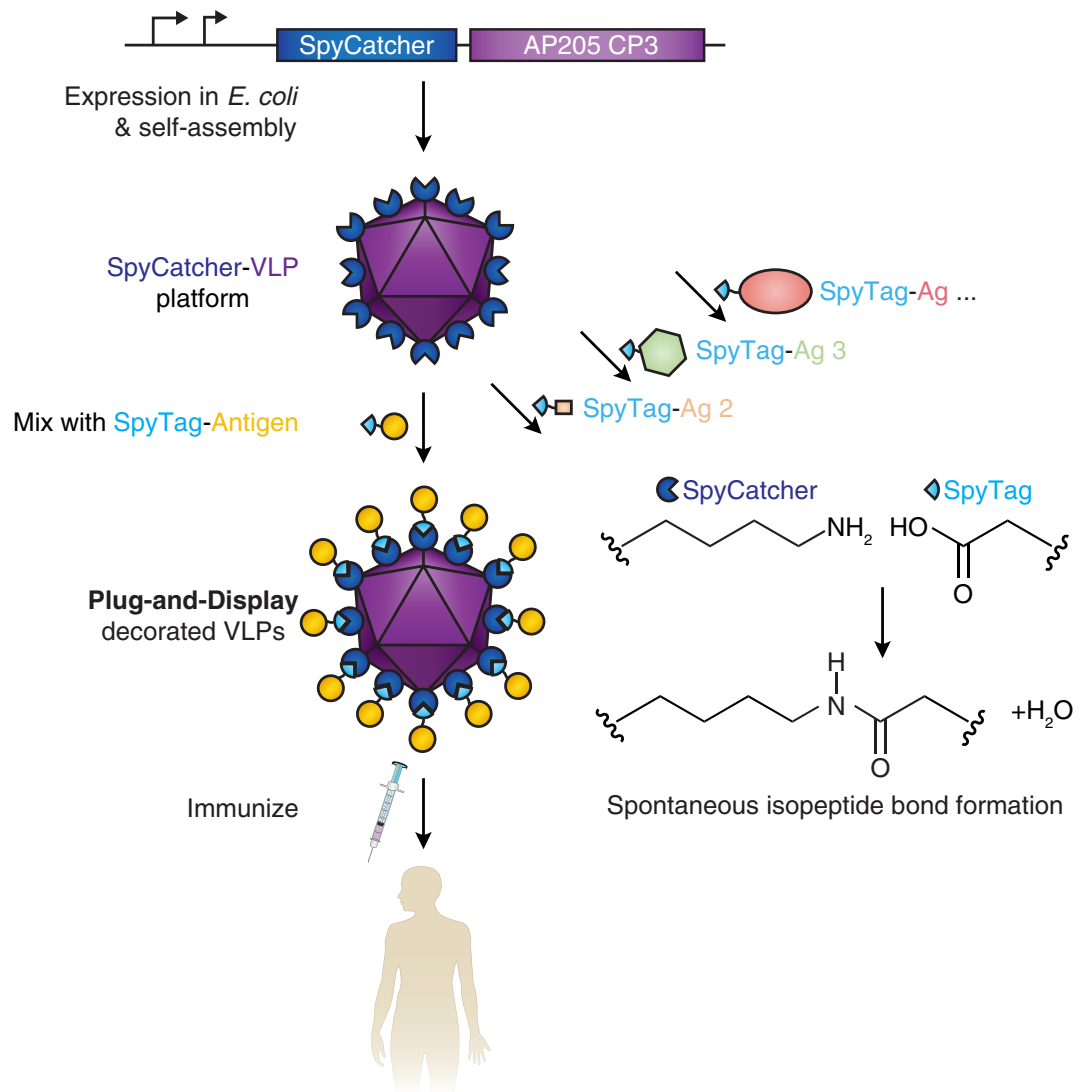 SpyCatcher
AP205 CP3
Expression in E. coli
& self-assembly
SpyCatcher-VLP
platform
SpyTag-Ag ...
SpyTag-Ag 3
SpyTag-Ag 2
Mix with SpyTag-Antigen
SpyCatcher
SpyTag
NH₂
HO
O
Plug-and-Display
decorated VLPs
H
N
O
+H₂O
Spontaneous isopeptide bond formation
Immunize